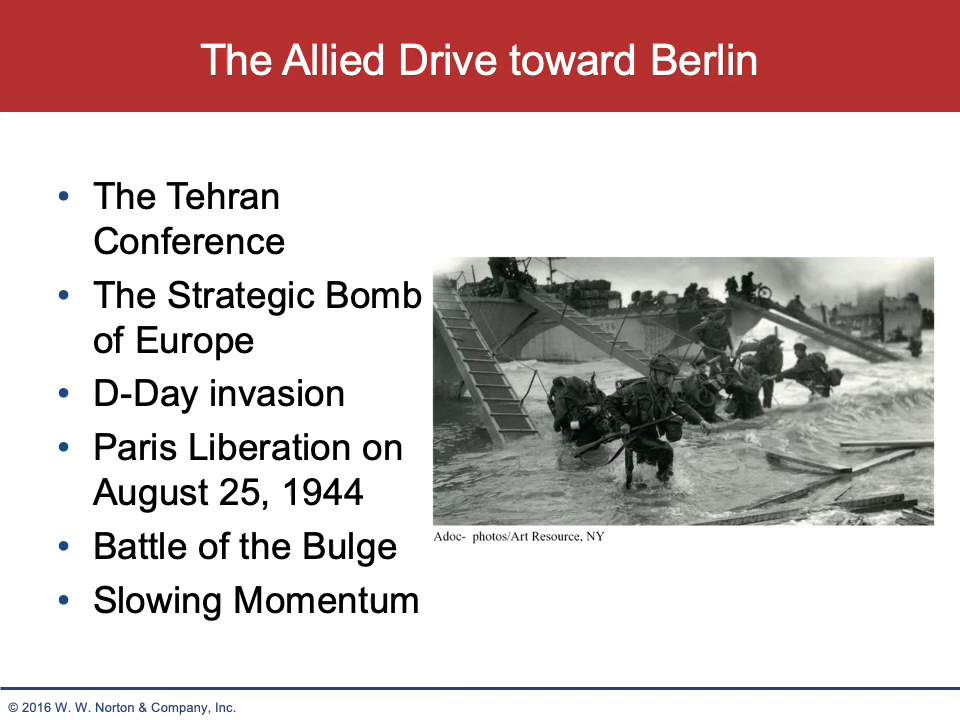 The Allied Drive toward Berlin
• The Tehran
Conference
• The Strategic Bomb
of Europe
• D-Day invasion
• Paris Liberation on
August 25, 1944
• Battle of the Bulge
• Slowing Momentum
Adoc- photos/Art Resource, NY
© 2016 W. W. Norton & Company, Inc.